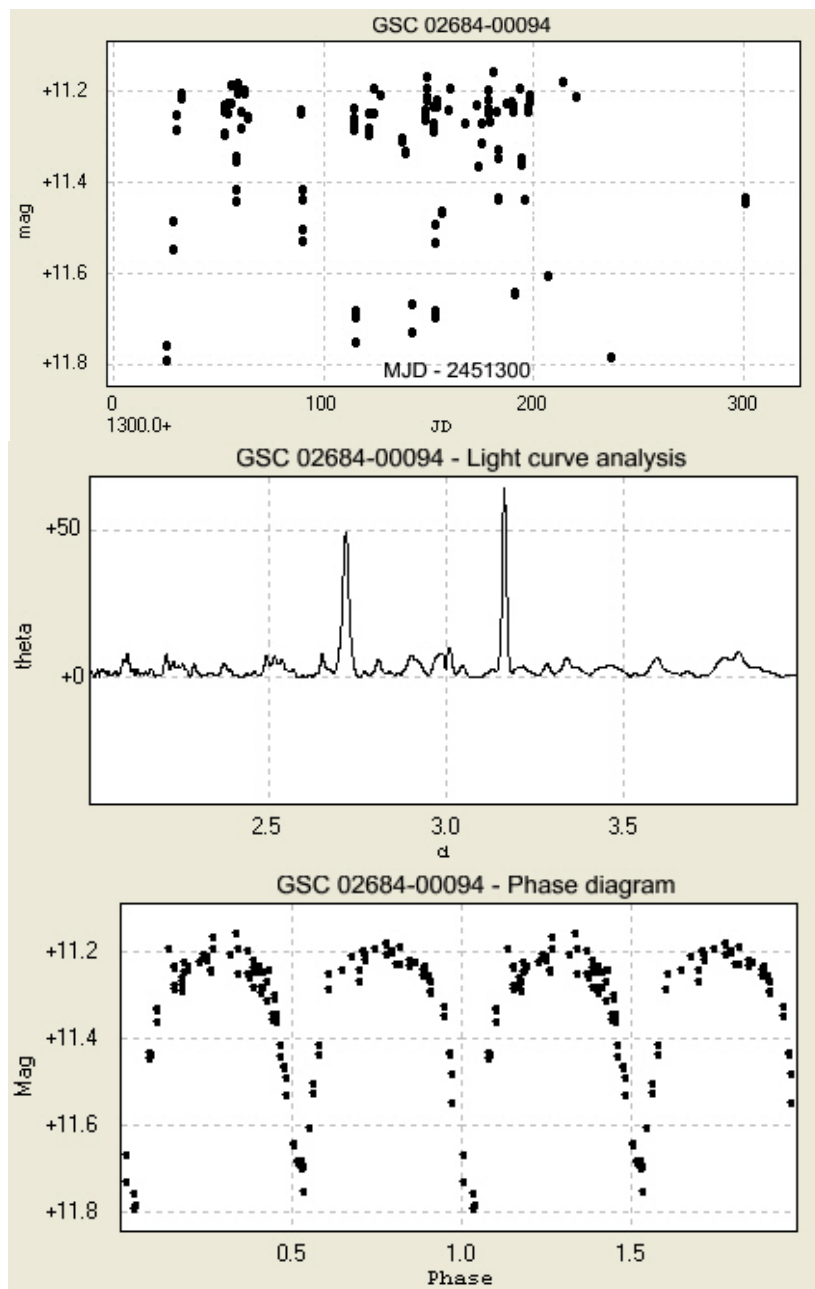 GSC 02684-00094
+11.2
+11.4
mag
+11.6
+11.8
MJD - 2451300
0 100 200 300
1300.0+ JD
GSC 02684-00094 - Light curve analysis
+50
theta
+0
2.5 3.0 3.5
d
GSC 02684-00094 - Phase diagram
+11.2
+11.4
Mag
+11.6
+11.8
0.5 1.0 1.5
Phase